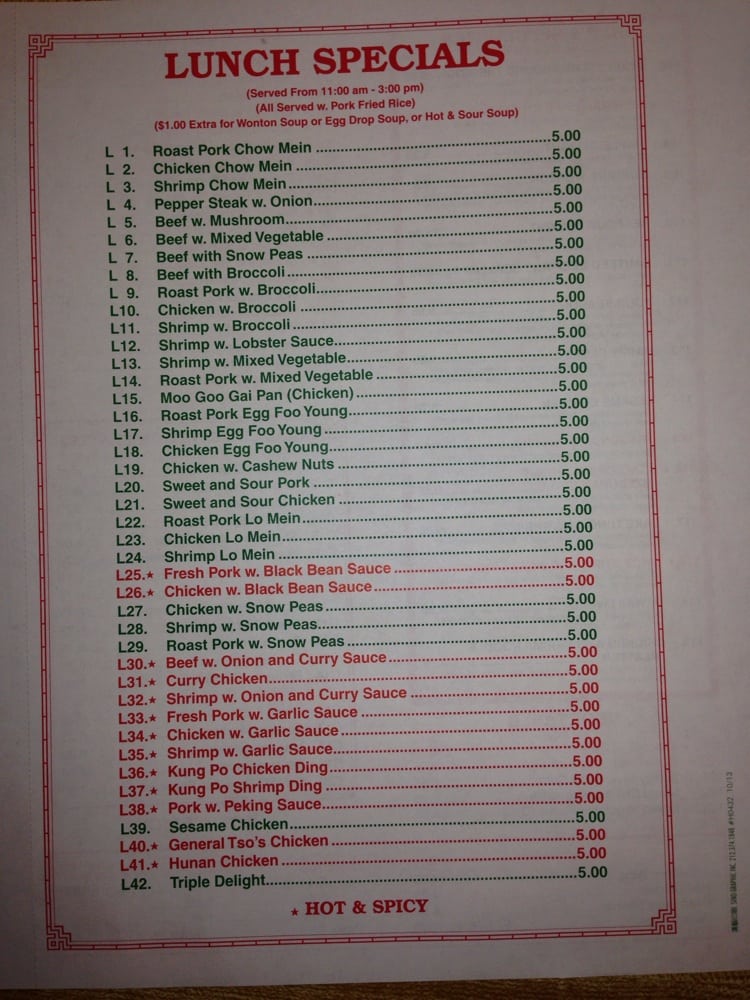 LUNCH SPECIALS
(Served From 11:00 am - 3:00 pm)
(All Served w. Pork Fried Rice)
($1.00 Extra for Wonton Soup or Egg Drop Soup, or Hot & Sour Soup)
L 1. Roast Pork Chow Mein 5.00
L 2. Chicken Chow Mein 5.00
L 3. Shrimp Chow Mein 5.00
L 4. Pepper Steak w. Onion 5.00
L 5. Beef w. Mushroom 5.00
L 6. Beef w. Mixed Vegetable 5.00
L 7. Beef with Snow Peas 5.00
L 8. Beef with Broccoli 5.00
L 9. Roast Pork w. Broccoli 5.00
L10. Chicken w. Broccoli 5.00
L11. Shrimp w. Broccoli 5.00
L12. Shrimp w. Lobster Sauce 5.00
L13. Shrimp w. Mixed Vegetable 5.00
L14. Roast Pork w. Mixed Vegetable 5.00
L15. Moo Goo Gai Pan (Chicken) 5.00
L16. Roast Pork Egg Foo Young 5.00
L17. Shrimp Egg Foo Young 5.00
L18. Chicken Egg Foo Young 5.00
L19. Chicken w. Cashew Nuts 5.00
L20. Sweet and Sour Pork 5.00
L21. Sweet and Sour Chicken 5.00
L22. Roast Pork Lo Mein 5.00
L23. Chicken Lo Mein 5.00
L24. Shrimp Lo Mein 5.00
L25.★ Fresh Pork w. Black Bean Sauce 5.00
L26.★ Chicken w. Black Bean Sauce 5.00
L27. Chicken w. Snow Peas 5.00
L28. Shrimp w. Snow Peas 5.00
L29. Roast Pork w. Snow Peas 5.00
L30.★ Beef w. Onion and Curry Sauce 5.00
L31.★ Curry Chicken 5.00
L32.★ Shrimp w. Onion and Curry Sauce 5.00
L33.★ Fresh Pork w. Garlic Sauce 5.00
L34.★ Chicken w. Garlic Sauce 5.00
L35.★ Shrimp w. Garlic Sauce 5.00
L36.★ Kung Po Chicken Ding 5.00
L37.★ Kung Po Shrimp Ding 5.00
L38.★ Pork w. Peking Sauce 5.00
L39. Sesame Chicken 5.00
L40.★ General Tso's Chicken 5.00
L41.★ Hunan Chicken 5.00
L42. Triple Delight 5.00
★ HOT & SPICY
SINO GRAPHIC INC. 212.374.1848 #H0432 10/13